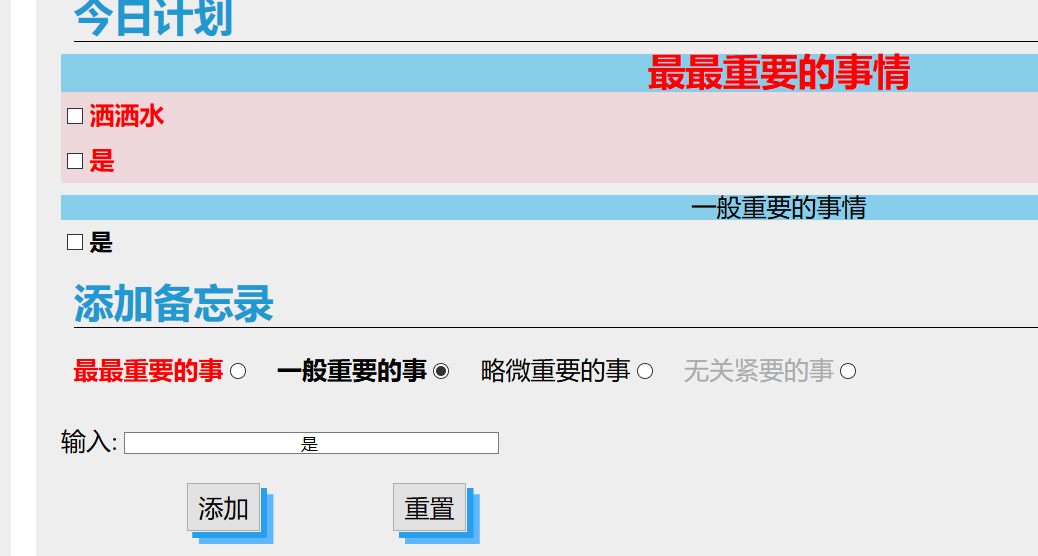 今日计划
最最重要的事情
洒洒水
是
一般重要的事情
是
添加备忘录
最最重要的事 一般重要的事 略微重要的事 无关紧要的事
输入: 是
添加 重置